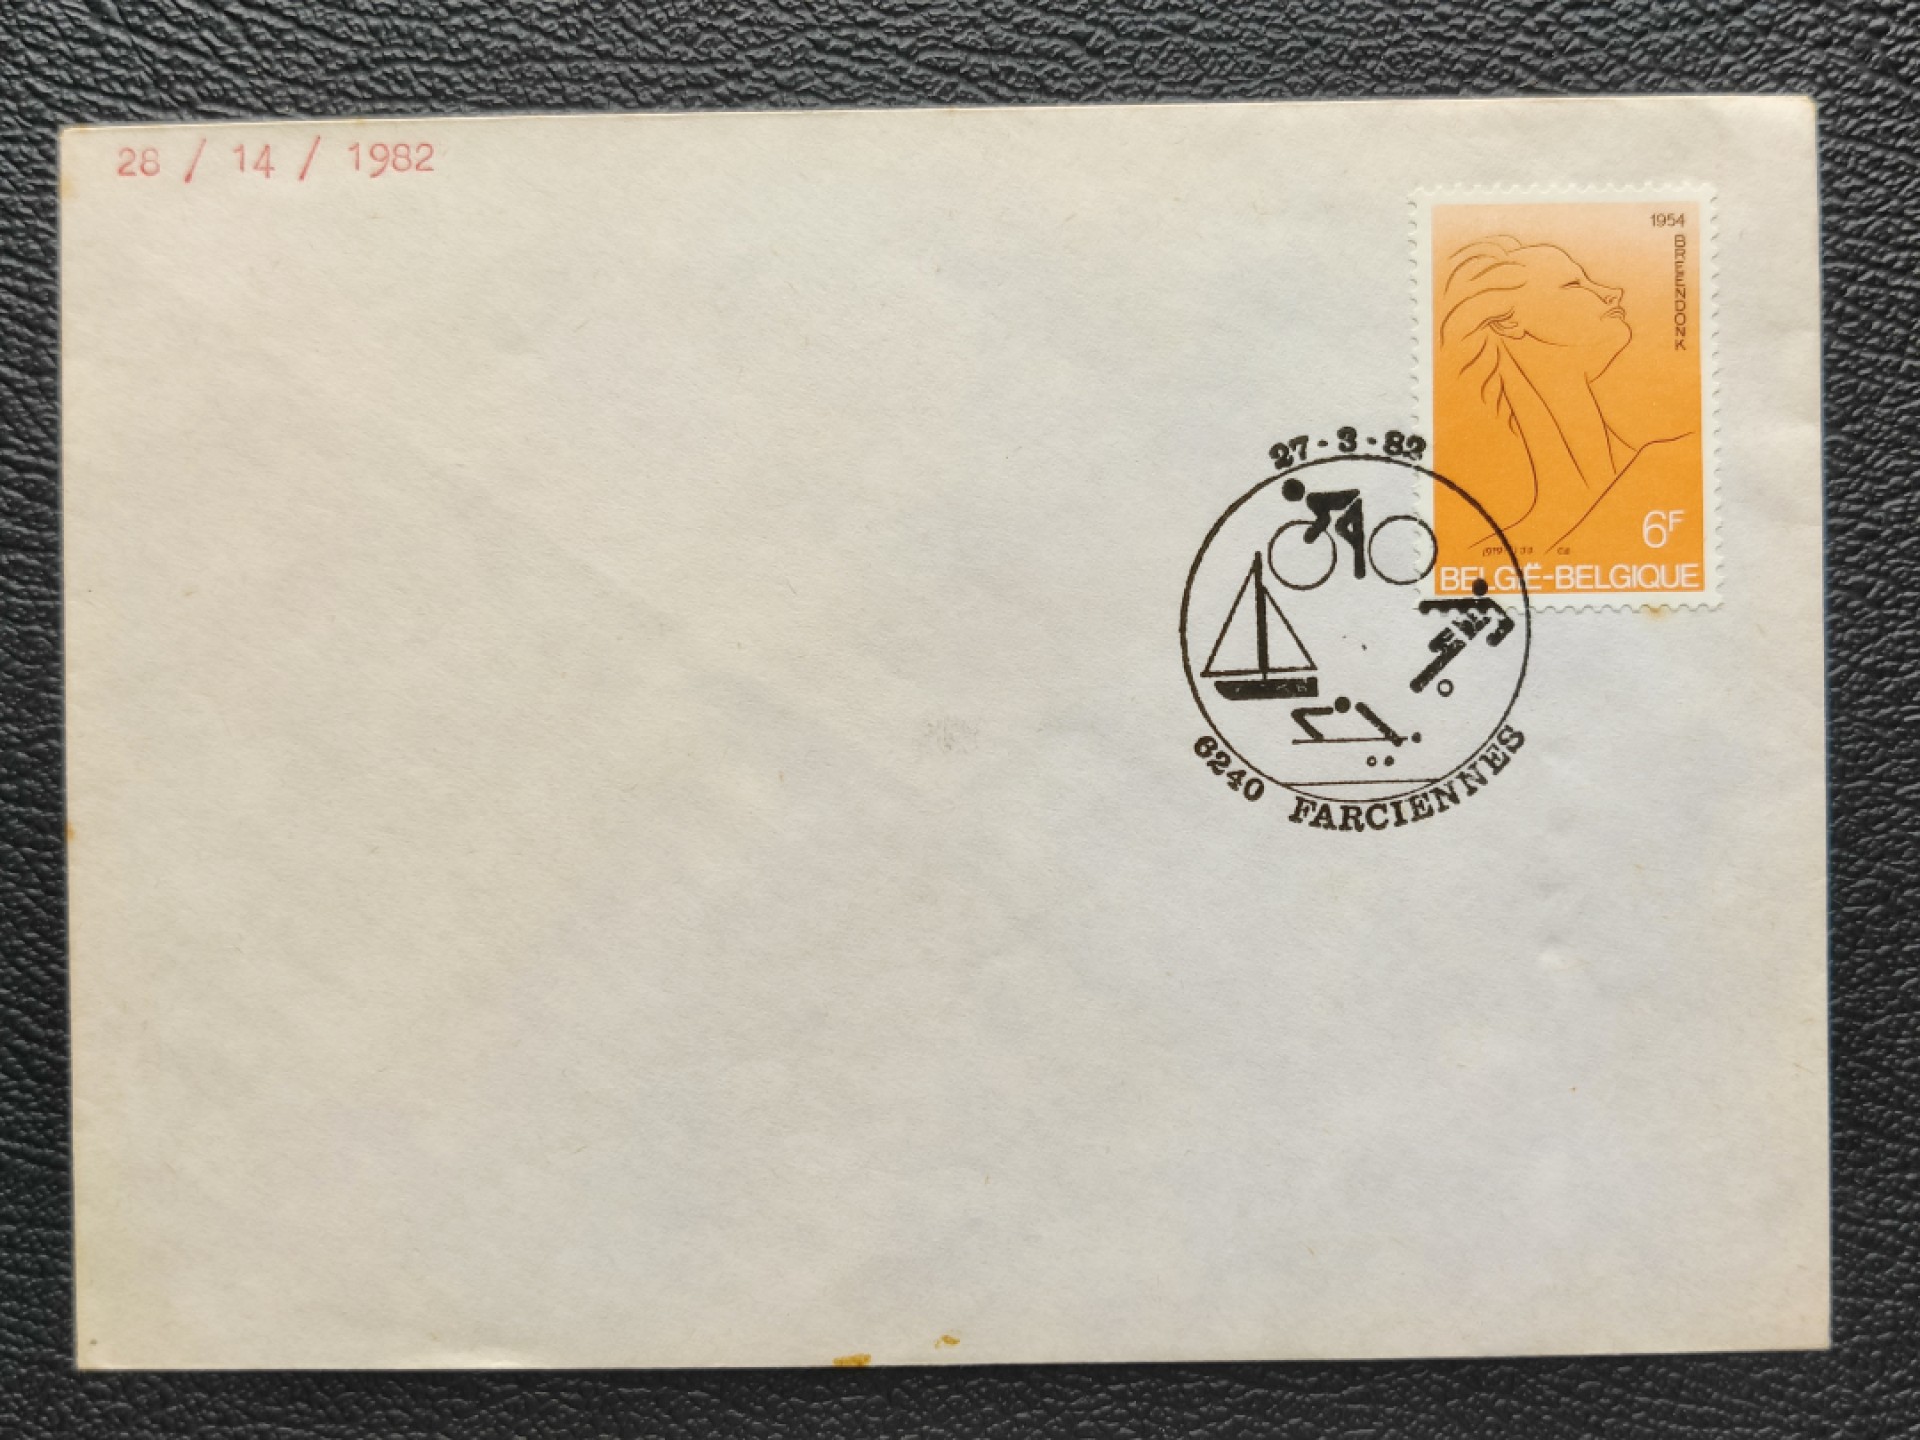 28 / 14 / 1982
1954
BREENDONK
6F
BELGIË-BELGIQUE
27-3-82
6240 FARCIENNES